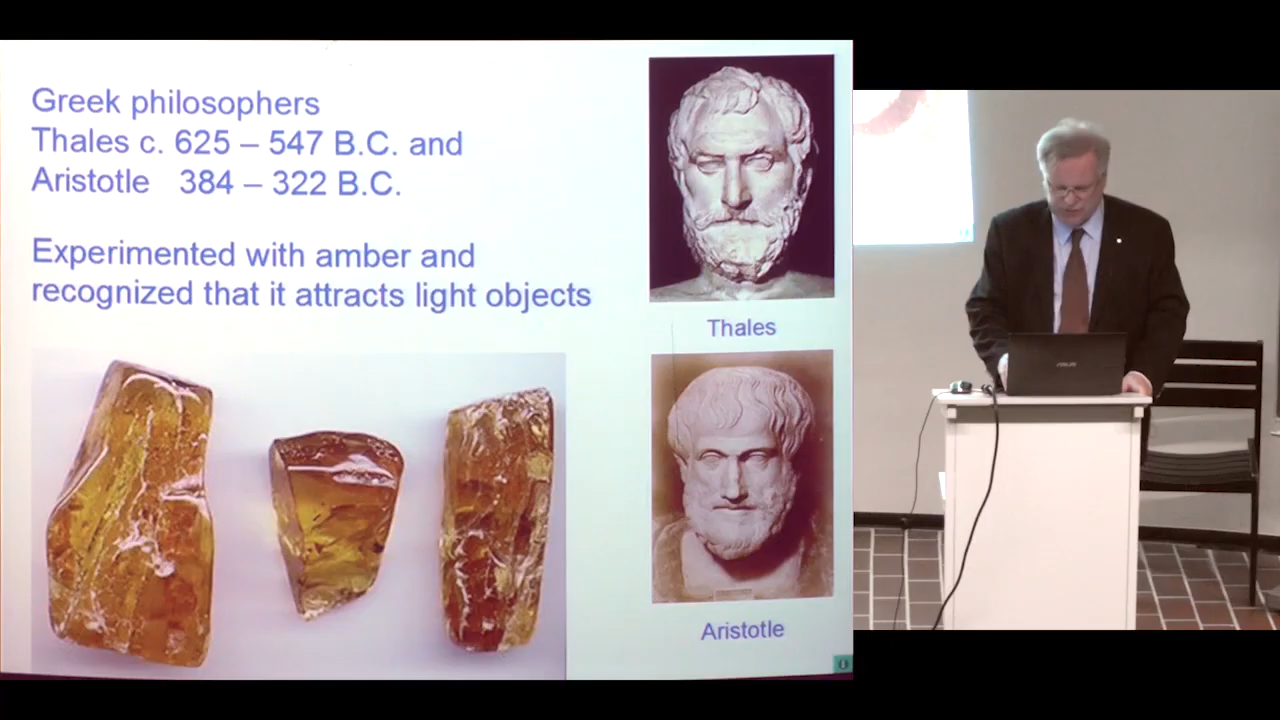 Greek philosophers
Thales c. 625 – 547 B.C. and
Aristotle 384 – 322 B.C.
Experimented with amber and
recognized that it attracts light objects
Thales
Aristotle
ASUS